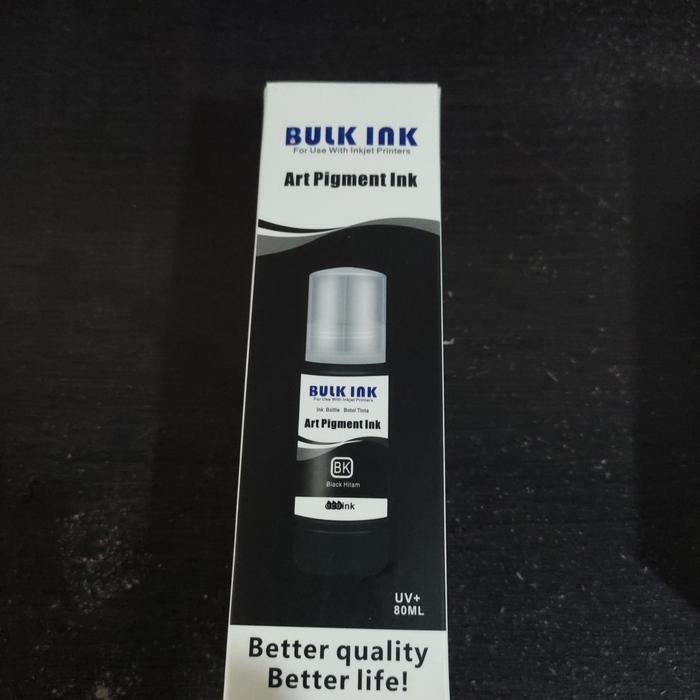 BULK INK
For Use With Inkjet Printers
Art Pigment Ink
BULK INK
For Use With Inkjet Printers
Ink Bottle Botol Tinta
Art Pigment Ink
BK
Black Hitam
ink
UV+
80ML
Better quality
Better life!